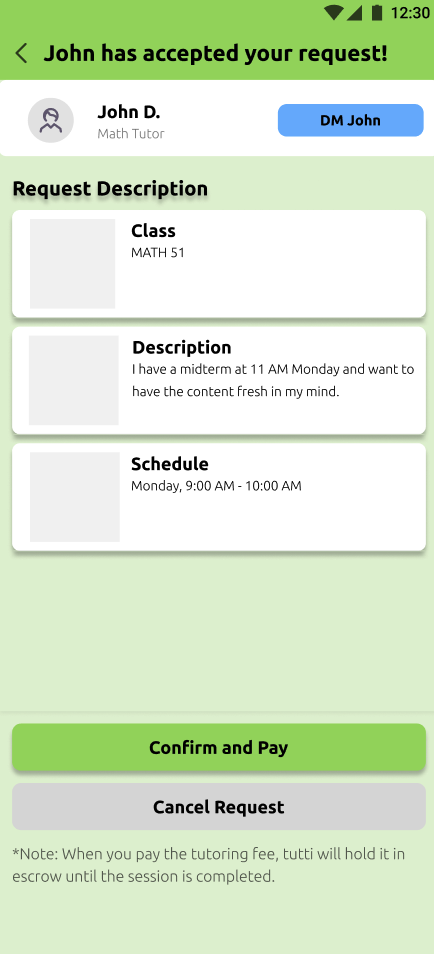 12:30
John has accepted your request!
John D.
Math Tutor
DM John
Request Description
Class
MATH 51
Description
I have a midterm at 11 AM Monday and want to
have the content fresh in my mind.
Schedule
Monday, 9:00 AM - 10:00 AM
Confirm and Pay
Cancel Request
*Note: When you pay the tutoring fee, tutti will hold it in
escrow until the session is completed.